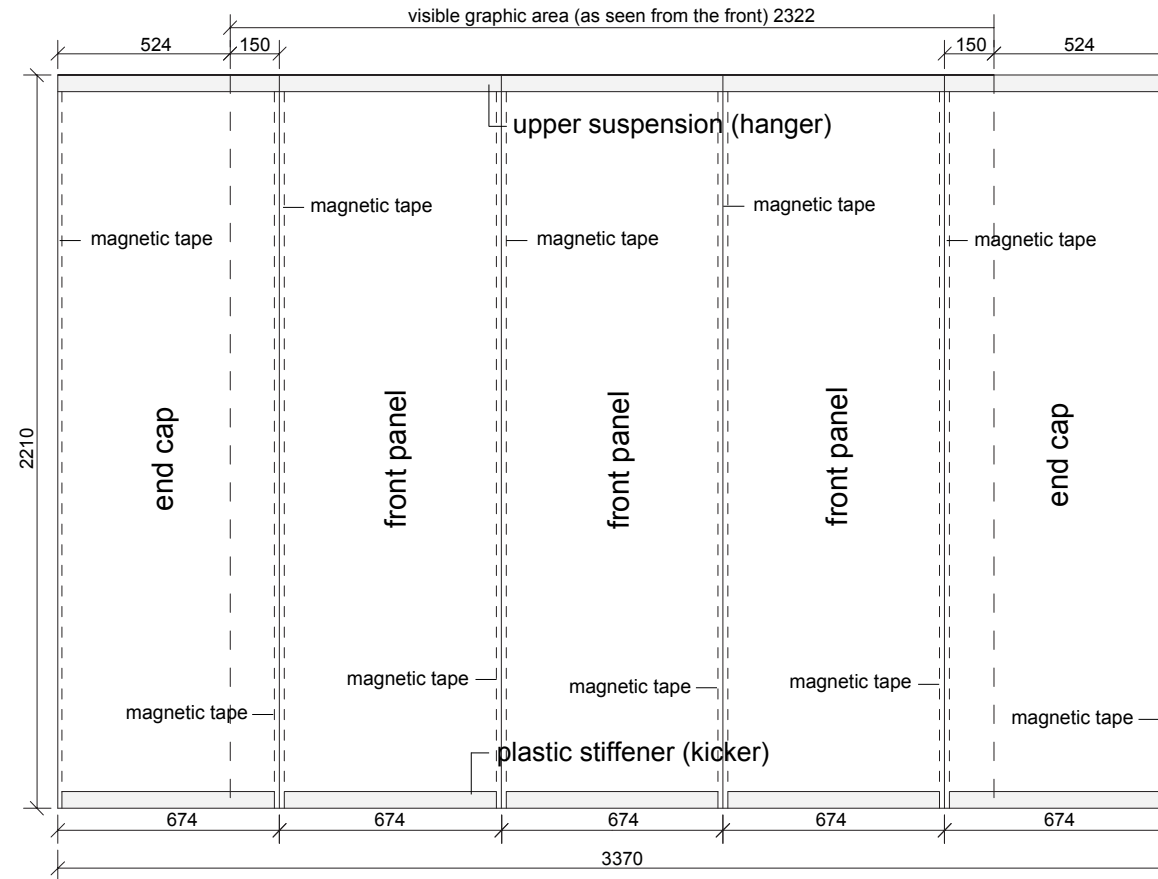 visible graphic area (as seen from the front) 2322
524
150
150
524
upper suspension (hanger)
magnetic tape
magnetic tape
magnetic tape
magnetic tape
magnetic tape
2210
end cap
front panel
front panel
front panel
end cap
magnetic tape
magnetic tape
magnetic tape
magnetic tape
magnetic tape
plastic stiffener (kicker)
674
674
674
674
674
3370